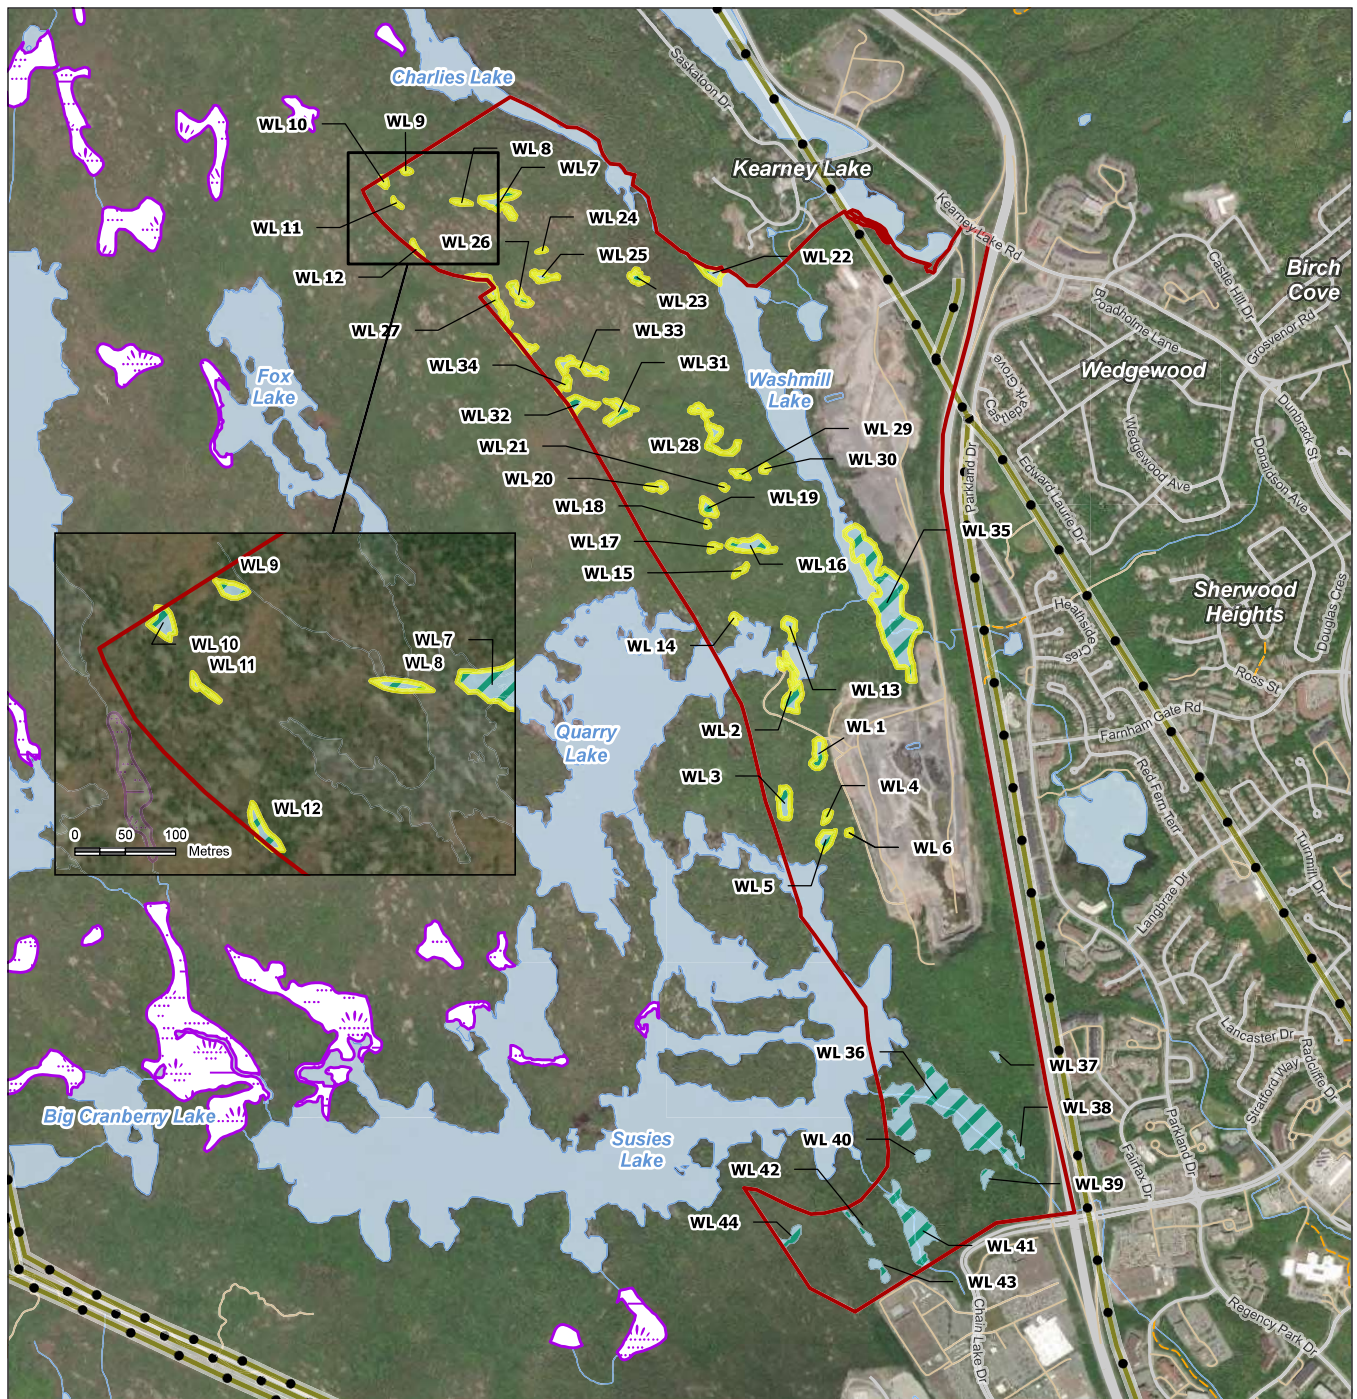 Saskatoon Dr
Charlies Lake
WL 10
WL 9
WL 8
WL 7
Kearney Lake
Kearney Lake Rd
WL 11
WL 24
WL 26
WL 25
WL 22
WL 12
WL 23
Castle Hill Dr
Birch
Cove
Broadholme Lane
Grosvenor Rd
WL 27
WL 33
WL 34
WL 31
Fox
Lake
Washmill
Lake
Wedgewood
Castle
Oak Grove
Dunbrack St
WL 32
WL 29
WL 28
WL 21
WL 30
WL 20
Wedgewood Ave
Donaldson Ave
Parkland Dr
Edward Laurie Dr
WL 19
WL 18
WL 35
WL 17
WL 16
WL 15
WL 9
Sherwood
Heights
Douglas Cres
Heathside
Cres
WL 10
WL 7
WL 8
WL 11
WL 14
WL 13
Ross St
Farnham Gate Rd
Quarry
Lake
WL 2
WL 1
WL 3
WL 4
Red Fern Terr
WL 12
0 50 100
Metres
WL 6
Turnmill Dr
WL 5
Langbrae Dr
Lancaster Dr
Radcliffe Dr
Stratford Way
WL 36
WL 37
WL 38
Big Cranberry Lake
Susies
Lake
WL 40
Parkland Dr
Fairfax Dr
WL 42
WL 39
WL 44
WL 41
WL 43
Chain Lake Dr
Regency Park Dr